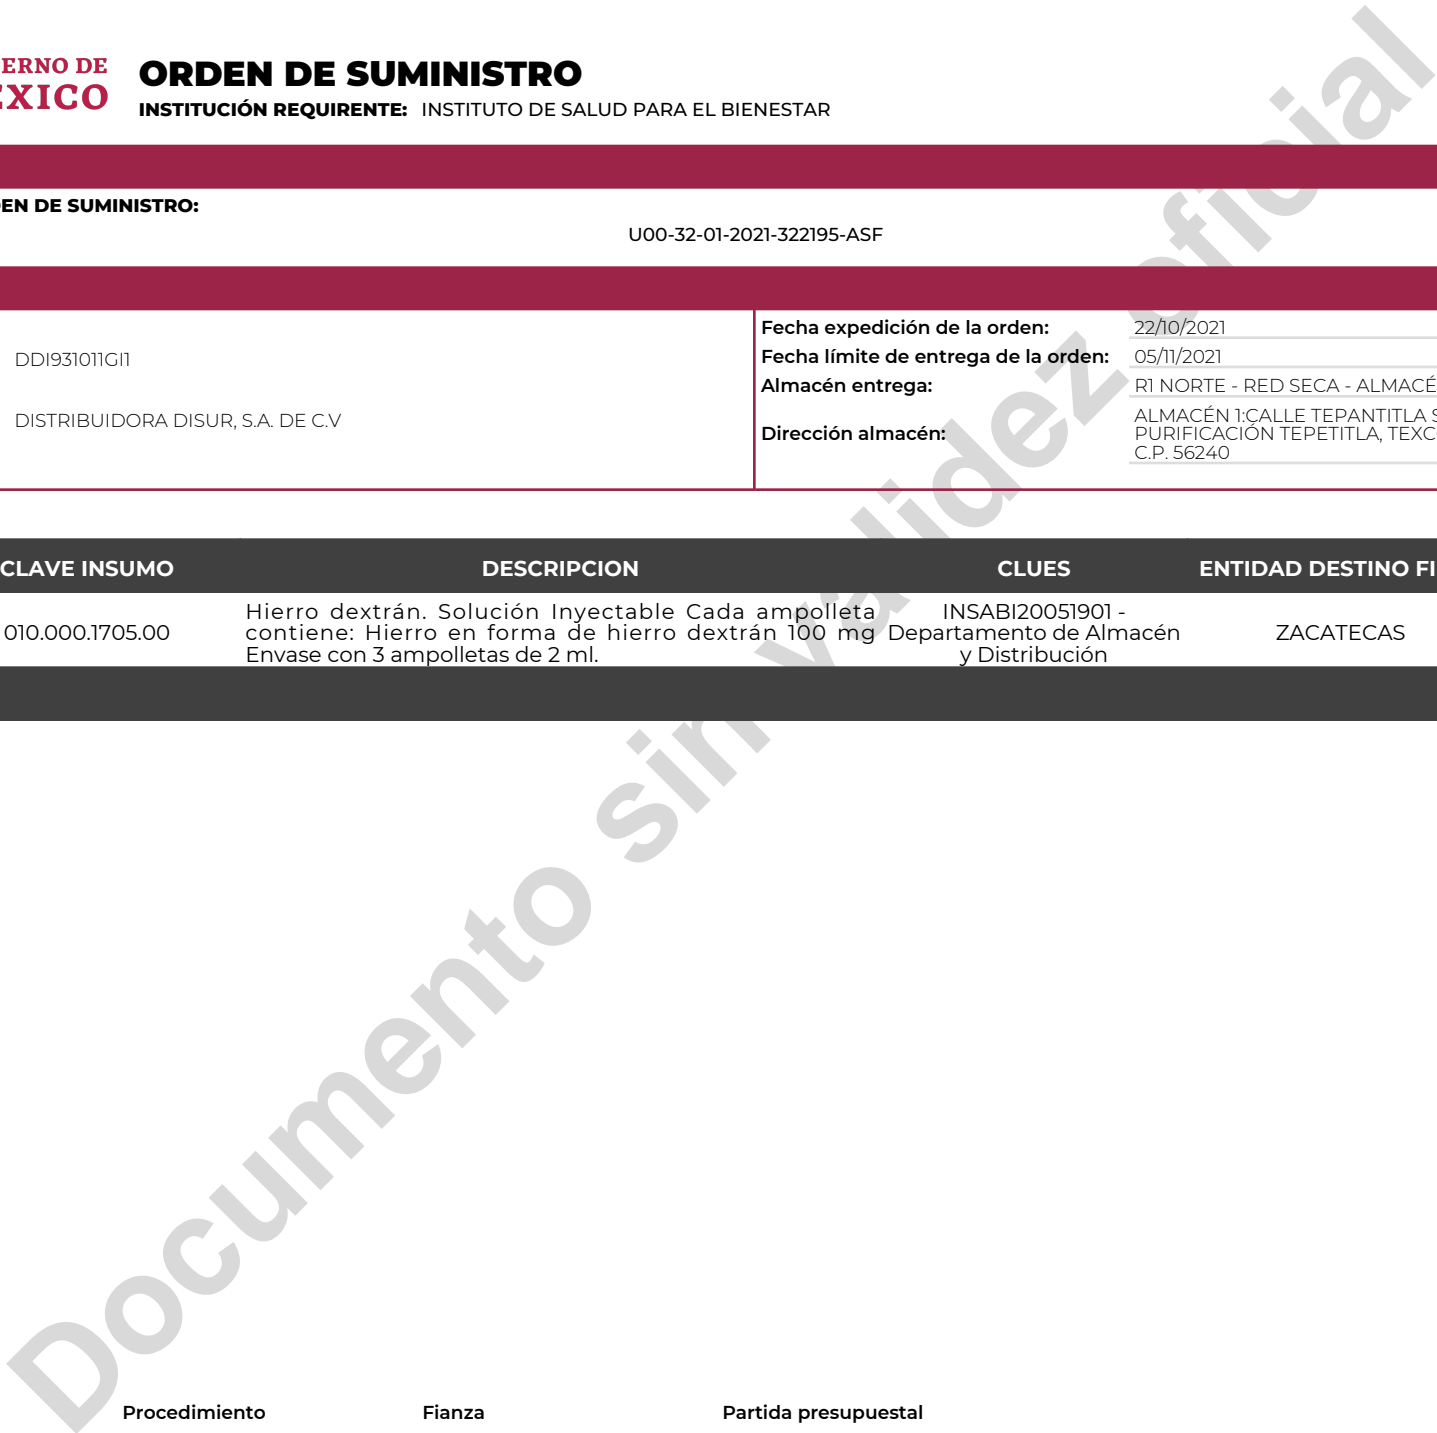 ERNO DE
EXICO
ORDEN DE SUMINISTRO
INSTITUCIÓN REQUIRENTE: INSTITUTO DE SALUD PARA EL BIENESTAR
EN DE SUMINISTRO:
U00-32-01-2021-322195-ASF
DDI931011GI1
DISTRIBUIDORA DISUR, S.A. DE C.V
Fecha expedición de la orden: 22/10/2021
Fecha límite de entrega de la orden: 05/11/2021
Almacén entrega: R1 NORTE - RED SECA - ALMACÉ
Dirección almacén: ALMACÉN 1:CALLE TEPANTITLA S
PURIFICACIÓN TEPETITLA, TEXC
C.P. 56240
CLAVE INSUMO DESCRIPCION CLUES ENTIDAD DESTINO FI
010.000.1705.00
Hierro dextrán. Solución Inyectable Cada ampolleta
contiene: Hierro en forma de hierro dextrán 100 mg
Envase con 3 ampolletas de 2 ml.
INSABI20051901 -
Departamento de Almacén
y Distribución
ZACATECAS
Documento sin validez oficial
Procedimiento Fianza Partida presupuestal